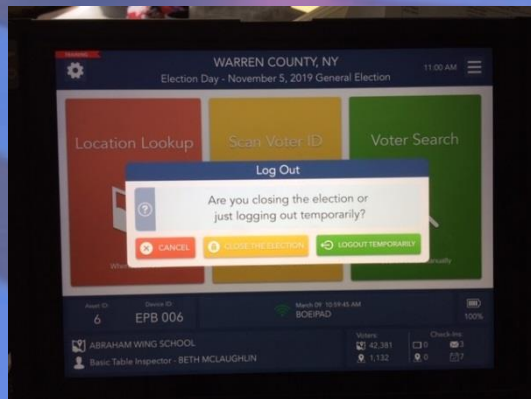 TRAINING
WARREN COUNTY, NY
Election Day - November 5, 2019 General Election
11:00 AM
Location Lookup
Scan Voter ID
Voter Search
Log Out
Are you closing the election or
just logging out temporarily?
CANCEL
CLOSE THE ELECTION
LOGOUT TEMPORARILY
Asset ID:
6
Device ID:
EPB 006
March 09 10:59:45 AM
BOEIPAD
100%
ABRAHAM WING SCHOOL
Basic Table Inspector - BETH MCLAUGHLIN
Voters:
42,381
1,132
Check-Ins:
0 3
0 7